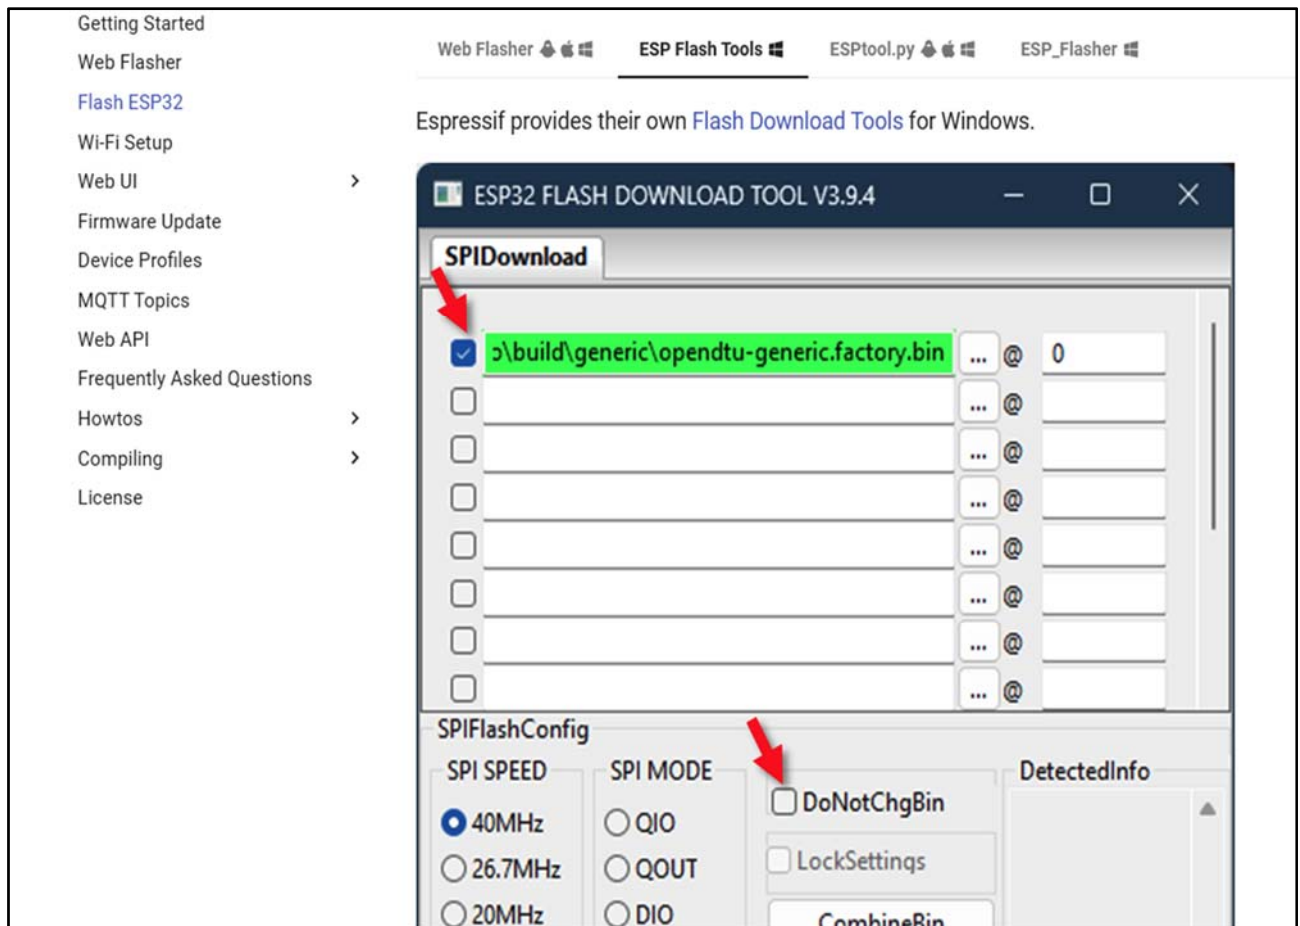 Getting Started
Web Flasher
Flash ESP32
Wi-Fi Setup
Web UI
Firmware Update
Device Profiles
MQTT Topics
Web API
Frequently Asked Questions
Howtos
Compiling
License
Web Flasher ESP Flash Tools ESPtool.py ESP_Flasher
Espressif provides their own Flash Download Tools for Windows.
ESP32 FLASH DOWNLOAD TOOL V3.9.4
SPIDownload
\build\generic\opendtu-generic.factory.bin ... @ 0
... @
... @
... @
... @
... @
... @
... @
SPIFlashConfig
SPI SPEED SPI MODE DetectedInfo
DoNotChgBin
40MHz QIO
LockSettings
26.7MHz QOUT
20MHz DIO CombineBin